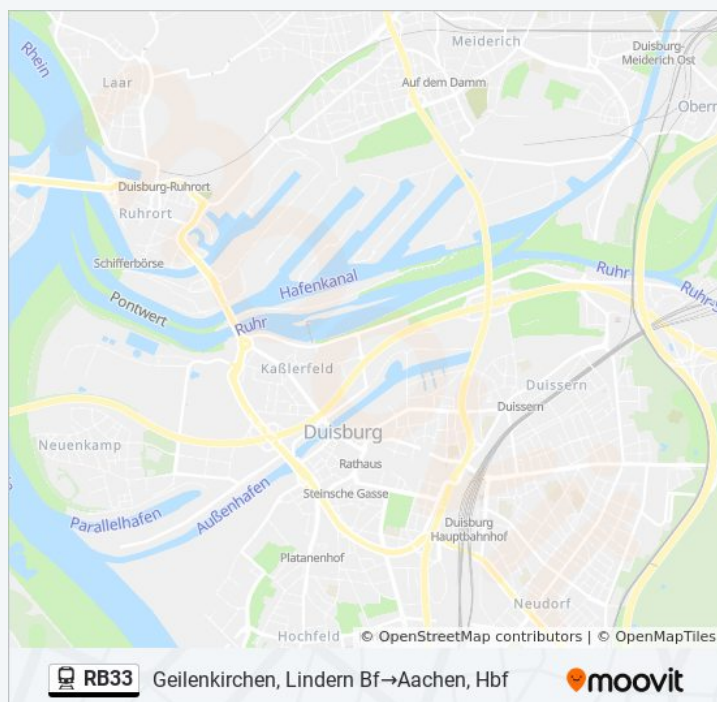 Rhein
Laar
Meiderich
Duisburg-
Meiderich Ost
Auf dem Damm
Duisburg-Ruhrort
Ruhrort
Schifferbörse
Hafenkanal
Pontwert
Ruhr
Ruhr
Kaßlerfeld
Duissern
Duissern
Duisburg
Neuenkamp
Rathaus
Steinsche Gasse
Außenhafen
Parallelhafen
Duisburg
Hauptbahnhof
Platanenhof
Neudorf
Hochfeld
© OpenStreetMap contributors | © OpenMapTiles
RB33 Geilenkirchen, Lindern Bf→Aachen, Hbf moovit